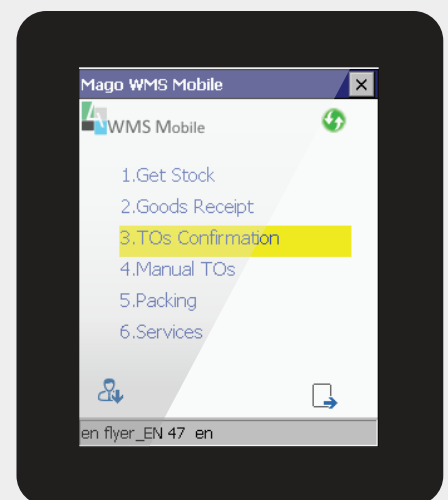 Mago WMS Mobile
WMS Mobile
1.Get Stock
2.Goods Receipt
3.TOs Confirmation
4.Manual TOs
5.Packing
6.Services
en flyer_EN 47 en